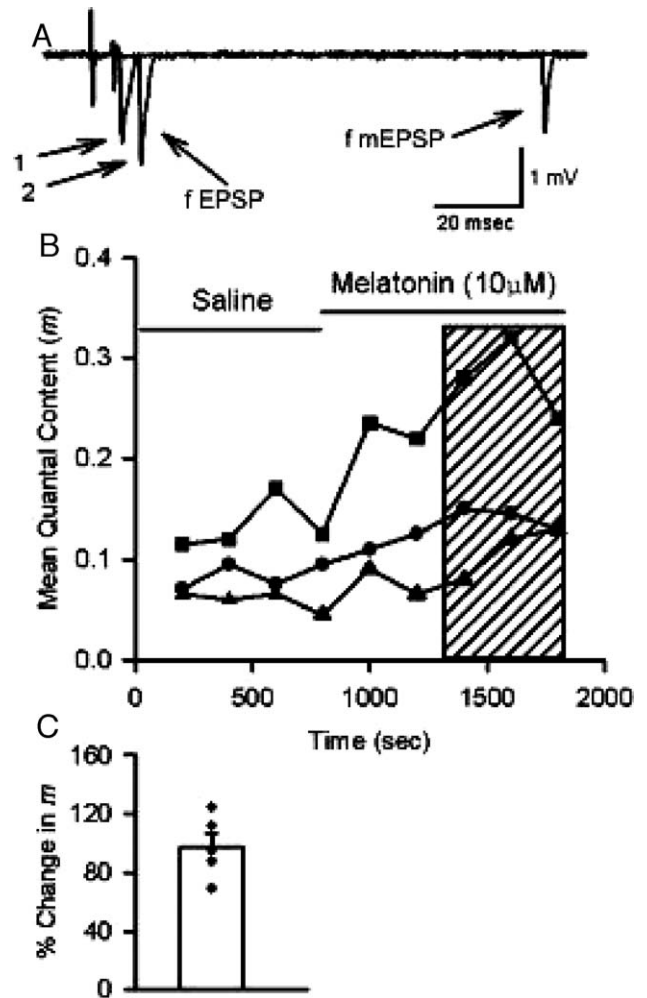 A
1
2
f EPSP
f mEPSP
1 mV
20 msec
B
Mean Quantal Content (m)
0.4
0.3
0.2
0.1
0.0
Saline
Melatonin (10μM)
0 500 1000 1500 2000
Time (sec)
C
% Change in m
160
120
80
40
0